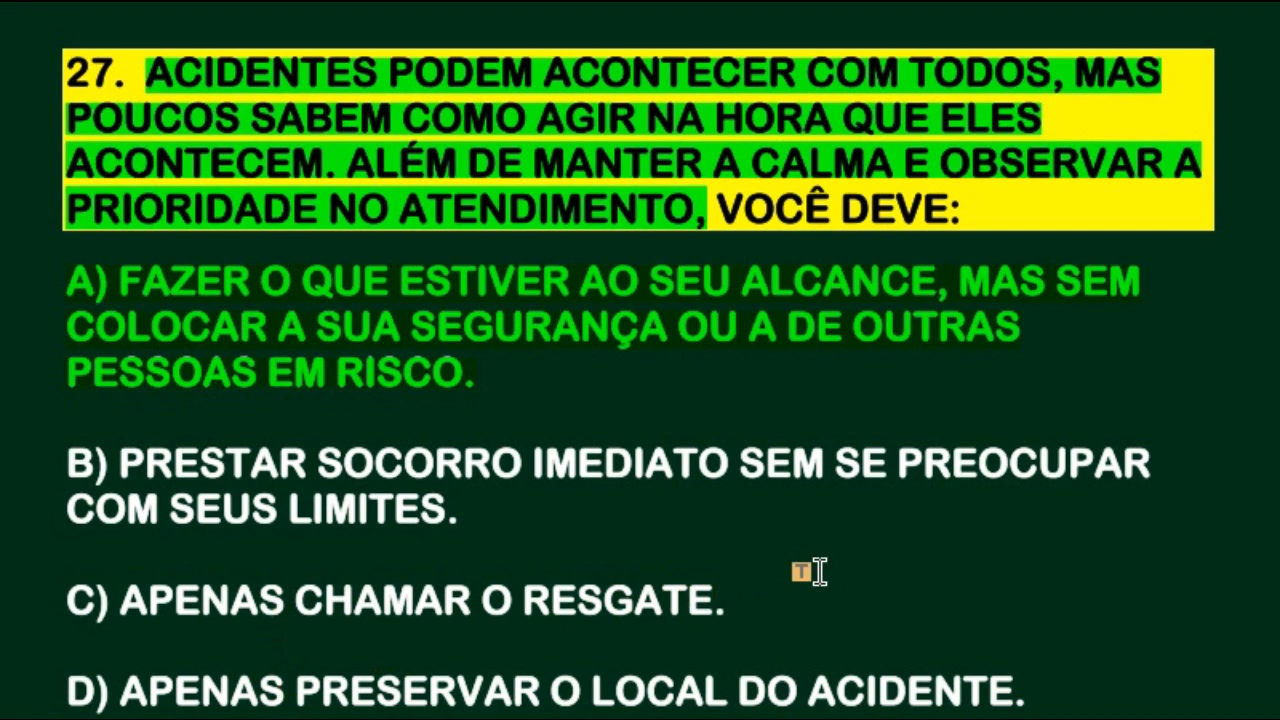 27. ACIDENTES PODEM ACONTECER COM TODOS, MAS
POUCOS SABEM COMO AGIR NA HORA QUE ELES
ACONTECEM. ALÉM DE MANTER A CALMA E OBSERVAR A
PRIORIDADE NO ATENDIMENTO, VOCÊ DEVE:
A) FAZER O QUE ESTIVER AO SEU ALCANCE, MAS SEM
COLOCAR A SUA SEGURANÇA OU A DE OUTRAS
PESSOAS EM RISCO.
B) PRESTAR SOCORRO IMEDIATO SEM SE PREOCUPAR
COM SEUS LIMITES.
T
C) APENAS CHAMAR O RESGATE.
D) APENAS PRESERVAR O LOCAL DO ACIDENTE.